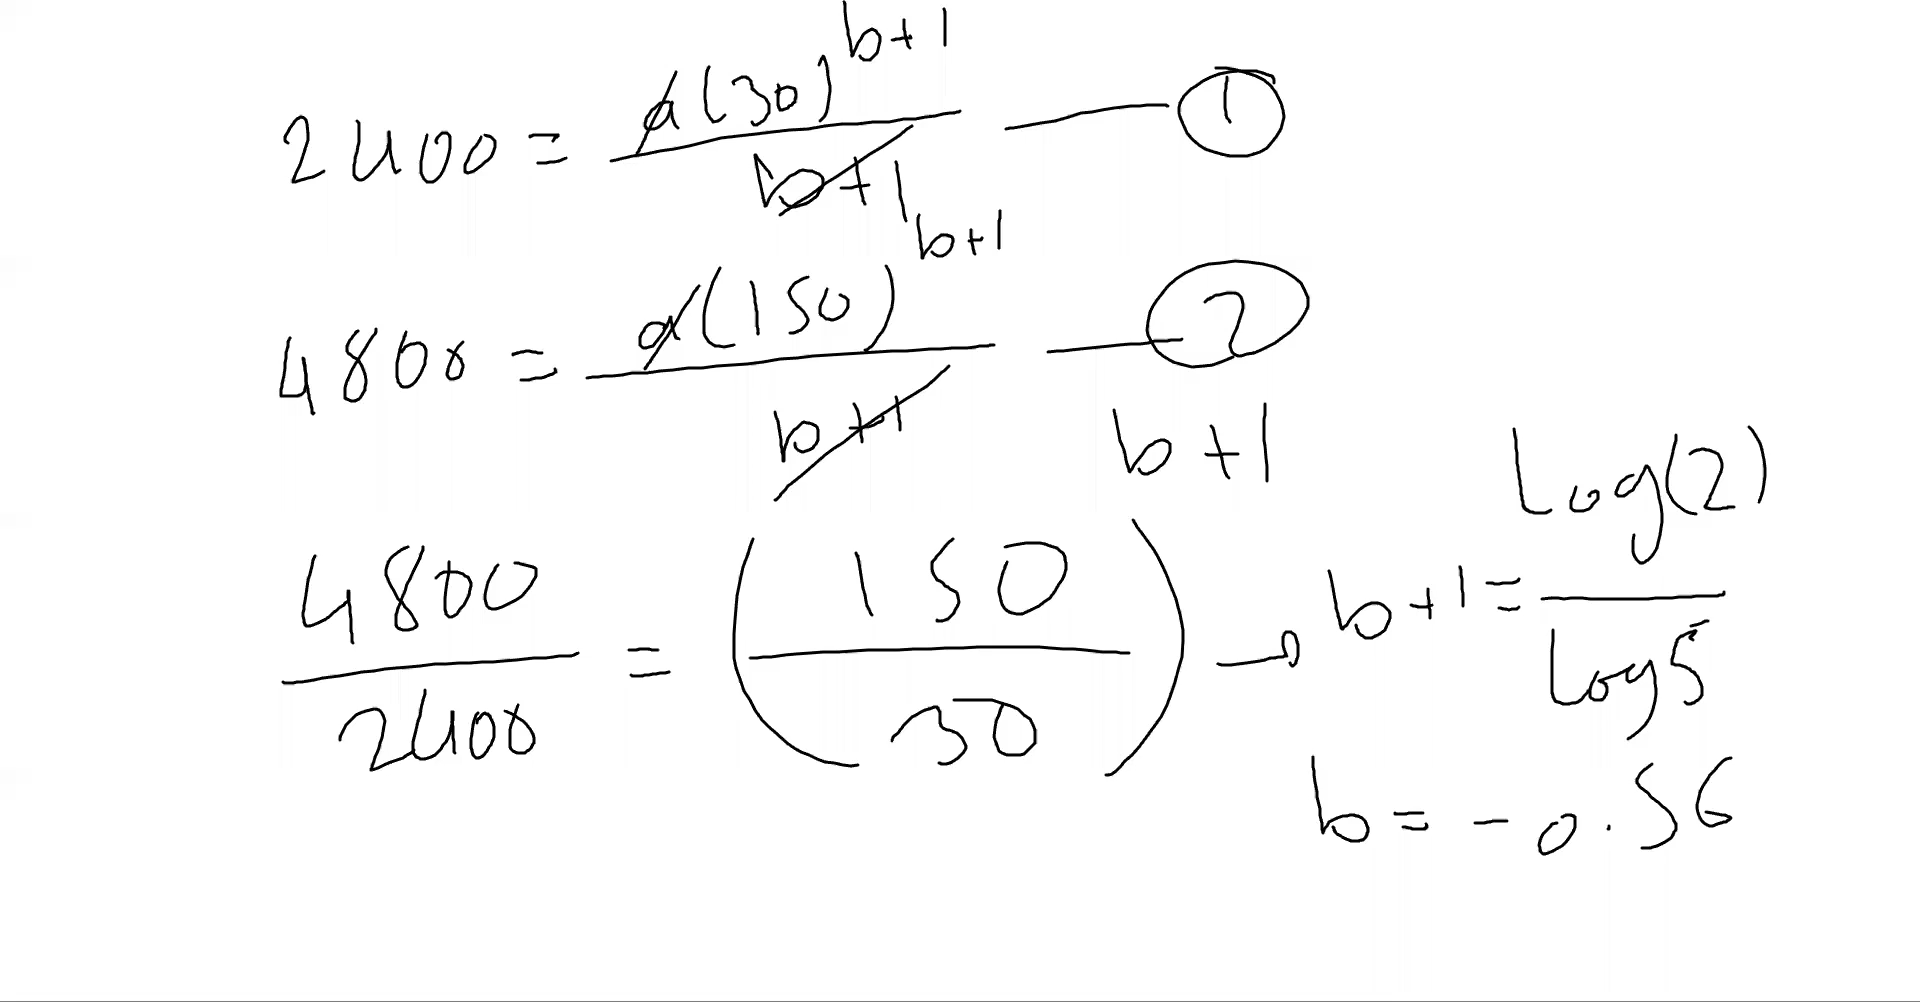 2400 = a(30)^(b+1) / b+1 — 1
4800 = a(150)^(b+1) / b+1 — 2
4800 / 2400 = (150 / 30)^(b+1) → b+1 = Log(2) / Log5
b = -0.56